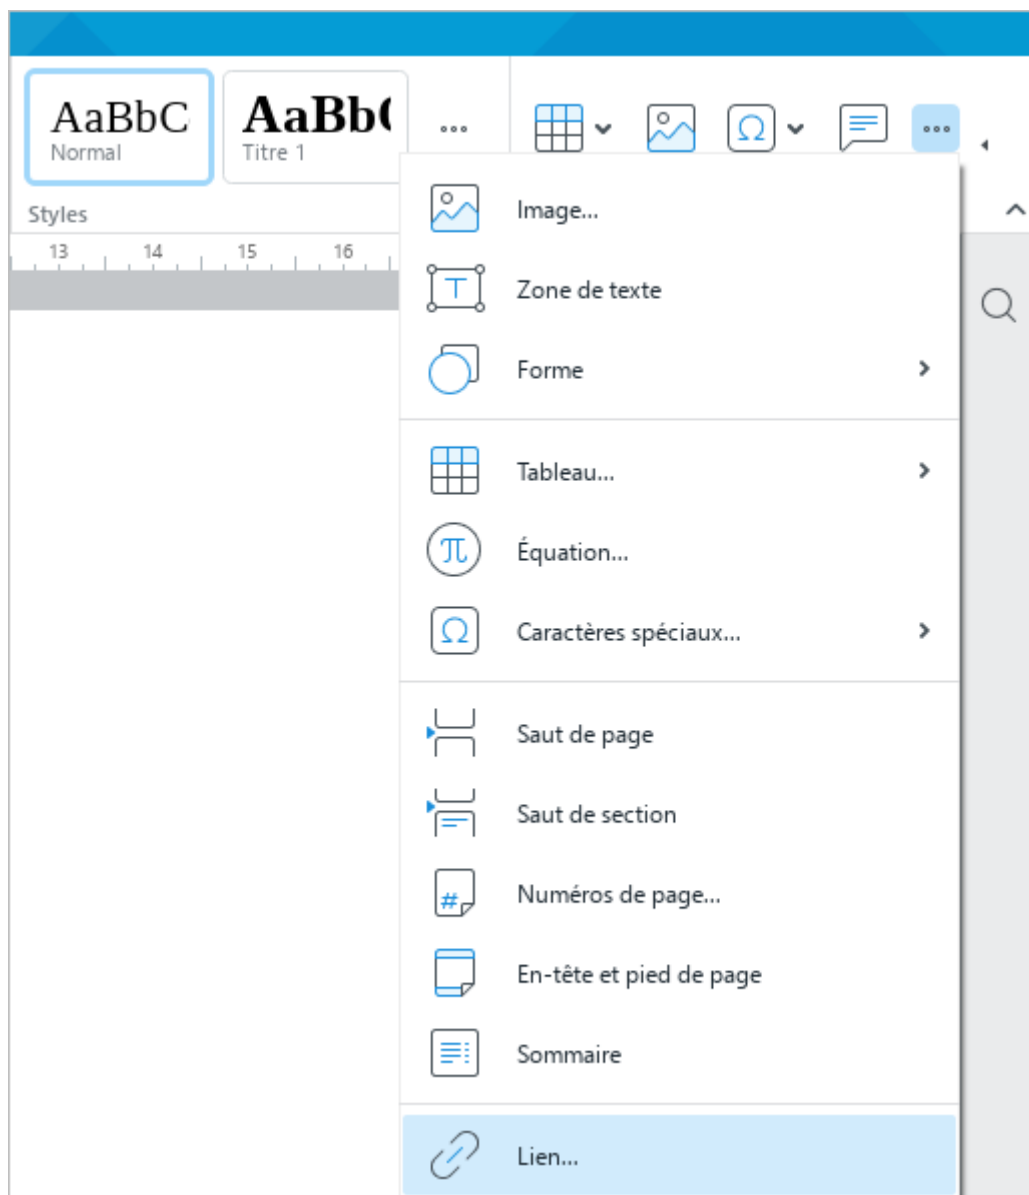 AaBbC
Normal
AaBb
Titre 1
Styles
13 14 15 16
Image...
Zone de texte
Forme
Tableau...
Équation...
Caractères spéciaux...
Saut de page
Saut de section
Numéros de page...
En-tête et pied de page
Sommaire
Lien...